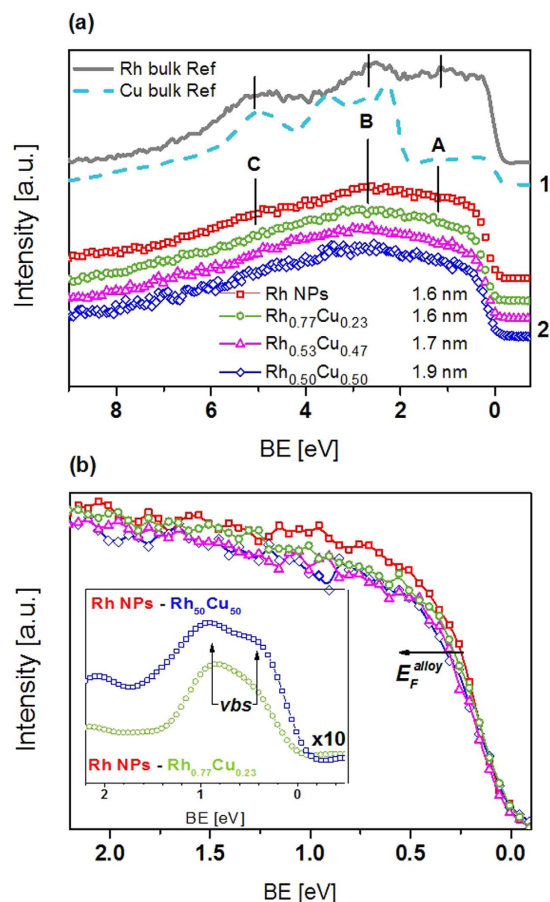 (a)
Rh bulk Ref
Cu bulk Ref
C
B
A
1
2
Rh NPs 1.6 nm
Rh0.77Cu0.23 1.6 nm
Rh0.53Cu0.47 1.7 nm
Rh0.50Cu0.50 1.9 nm
Intensity [a.u.]
8 6 4 2 0
BE [eV]
(b)
Intensity [a.u.]
Rh NPs - Rh50Cu50
vbs
x10
Rh NPs - Rh0.77Cu0.23
2 1 0
BE [eV]
EFalloy
2.0 1.5 1.0 0.5 0.0
BE [eV]